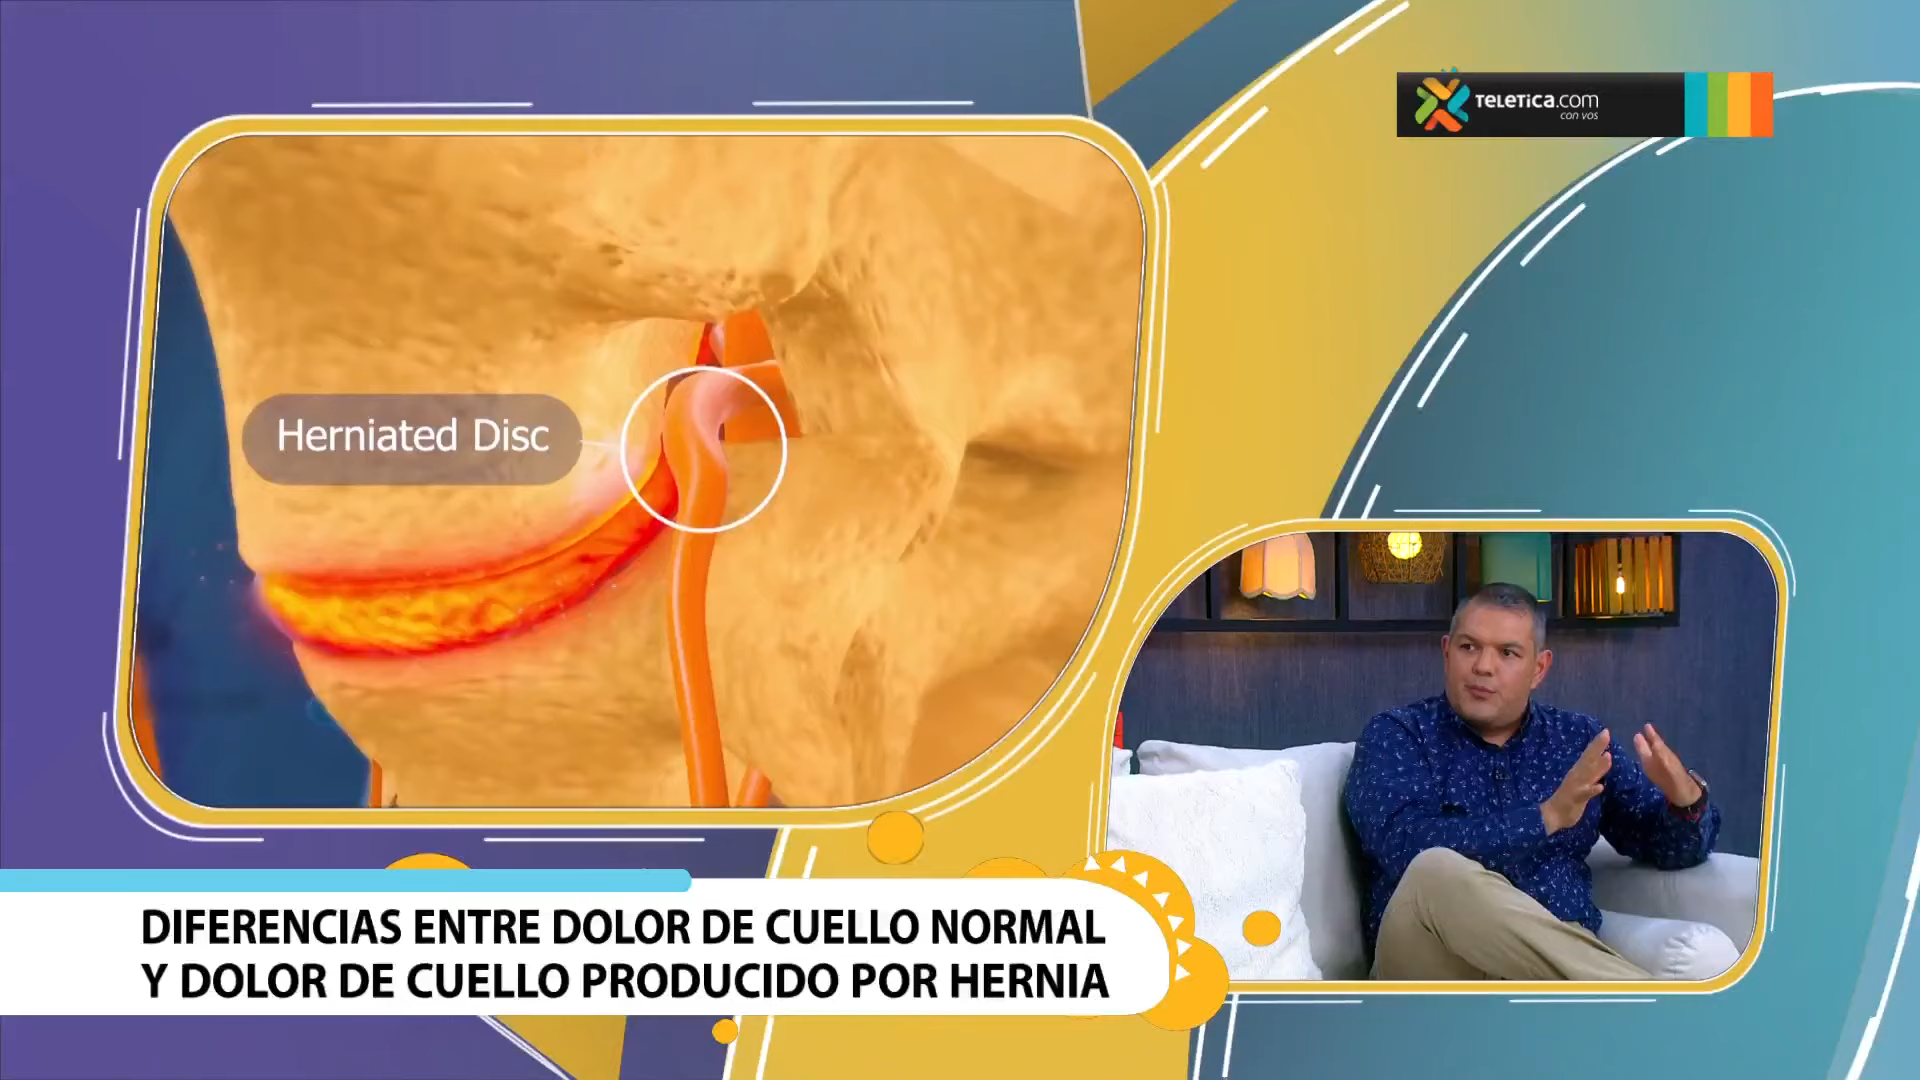 TELETICA.COM
con vos
Herniated Disc
DIFERENCIAS ENTRE DOLOR DE CUELLO NORMAL
Y DOLOR DE CUELLO PRODUCIDO POR HERNIA